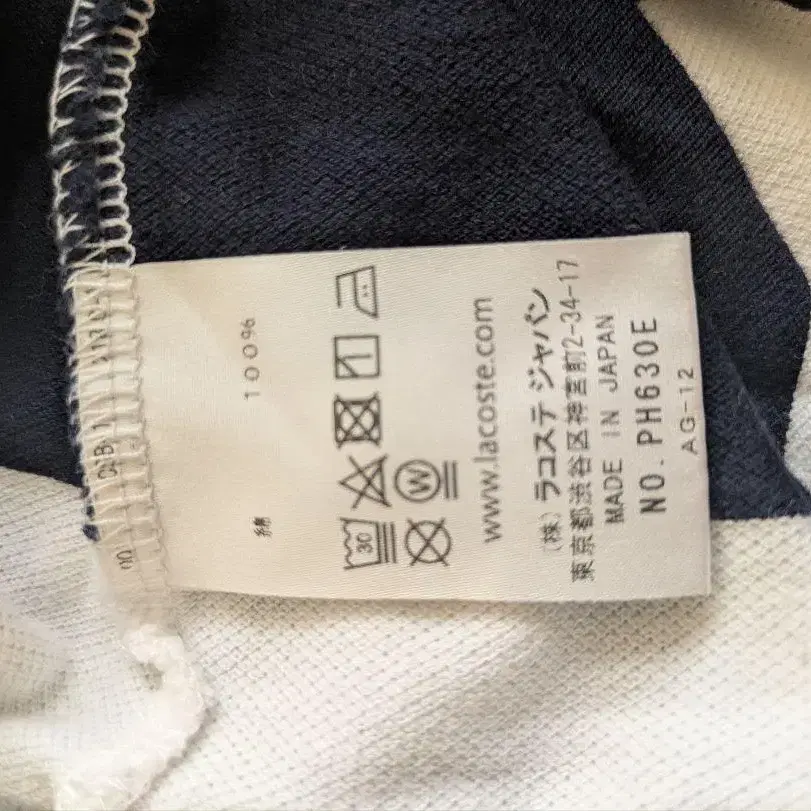 綿 100%
30
W
www.lacoste.com
(株) ラコステ ジャパン
東京都渋谷区神宮前2-34-17
MADE IN JAPAN
NO. PH630E
AG-12